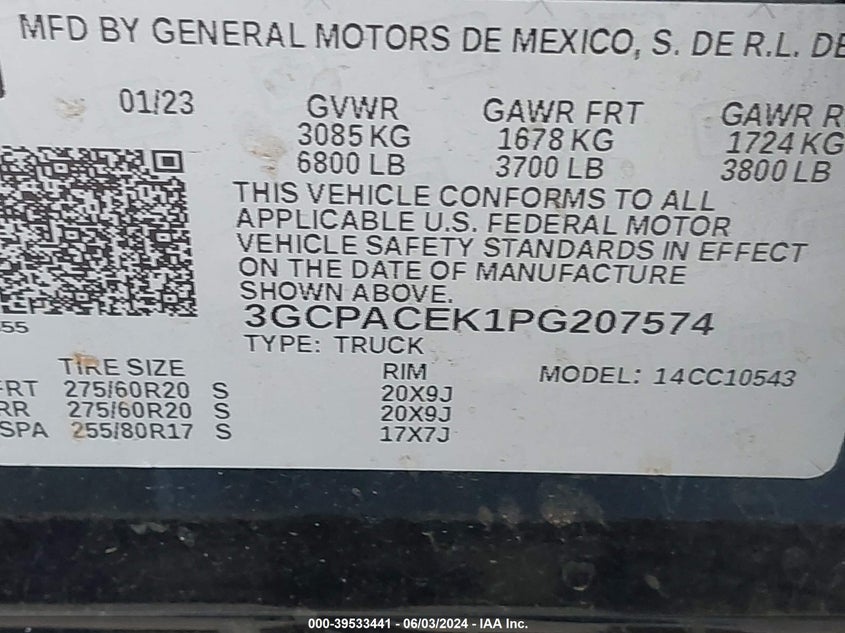 MFD BY GENERAL MOTORS DE MEXICO, S. DE R.L. DE
01/23 GVWR GAWR FRT GAWR R
3085 KG 1678 KG 1724 KG
6800 LB 3700 LB 3800 LB
THIS VEHICLE CONFORMS TO ALL
APPLICABLE U.S. FEDERAL MOTOR
VEHICLE SAFETY STANDARDS IN EFFECT
ON THE DATE OF MANUFACTURE
SHOWN ABOVE.
3GCPACEK1PG207574
55
TYPE: TRUCK
TIRE SIZE RIM MODEL: 14CC10543
FRT 275/60R20 S 20X9J
RR 275/60R20 S 20X9J
SPA 255/80R17 S 17X7J
000-39533441 - 06/03/2024 - IAA Inc.